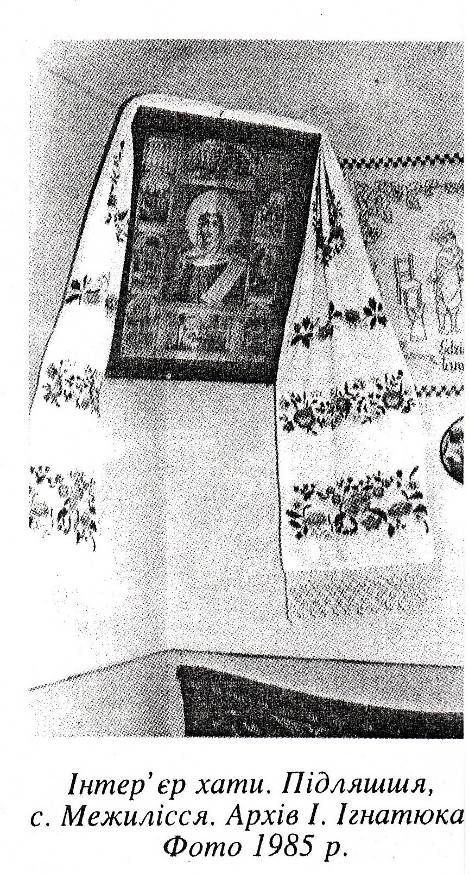 Інтер'єр хати. Підляшшя,
с. Межилісся. Архів І. Ігнатюка
Фото 1985 р.